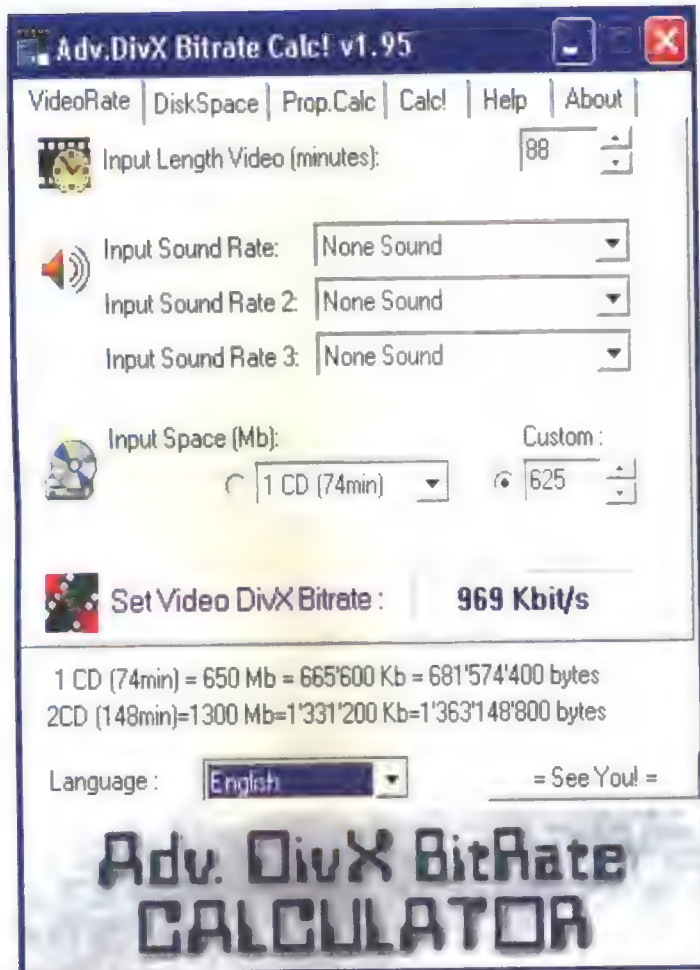 Adv.DivX Bitrate Calc! v1.95
VideoRate DiskSpace Prop.Calc Calc! Help About
Input Length Video (minutes): 88
Input Sound Rate: None Sound
Input Sound Rate 2: None Sound
Input Sound Rate 3: None Sound
Input Space (Mb): Custom :
1 CD (74min) 625
Set Video DivX Bitrate : 969 Kbit/s
1 CD (74min) = 650 Mb = 665'600 Kb = 681'574'400 bytes
2CD (148min)=1300 Mb=1'331'200 Kb=1'363'148'800 bytes
Language : English = See You! =
Adv. DivX BitRate
CALCULATOR